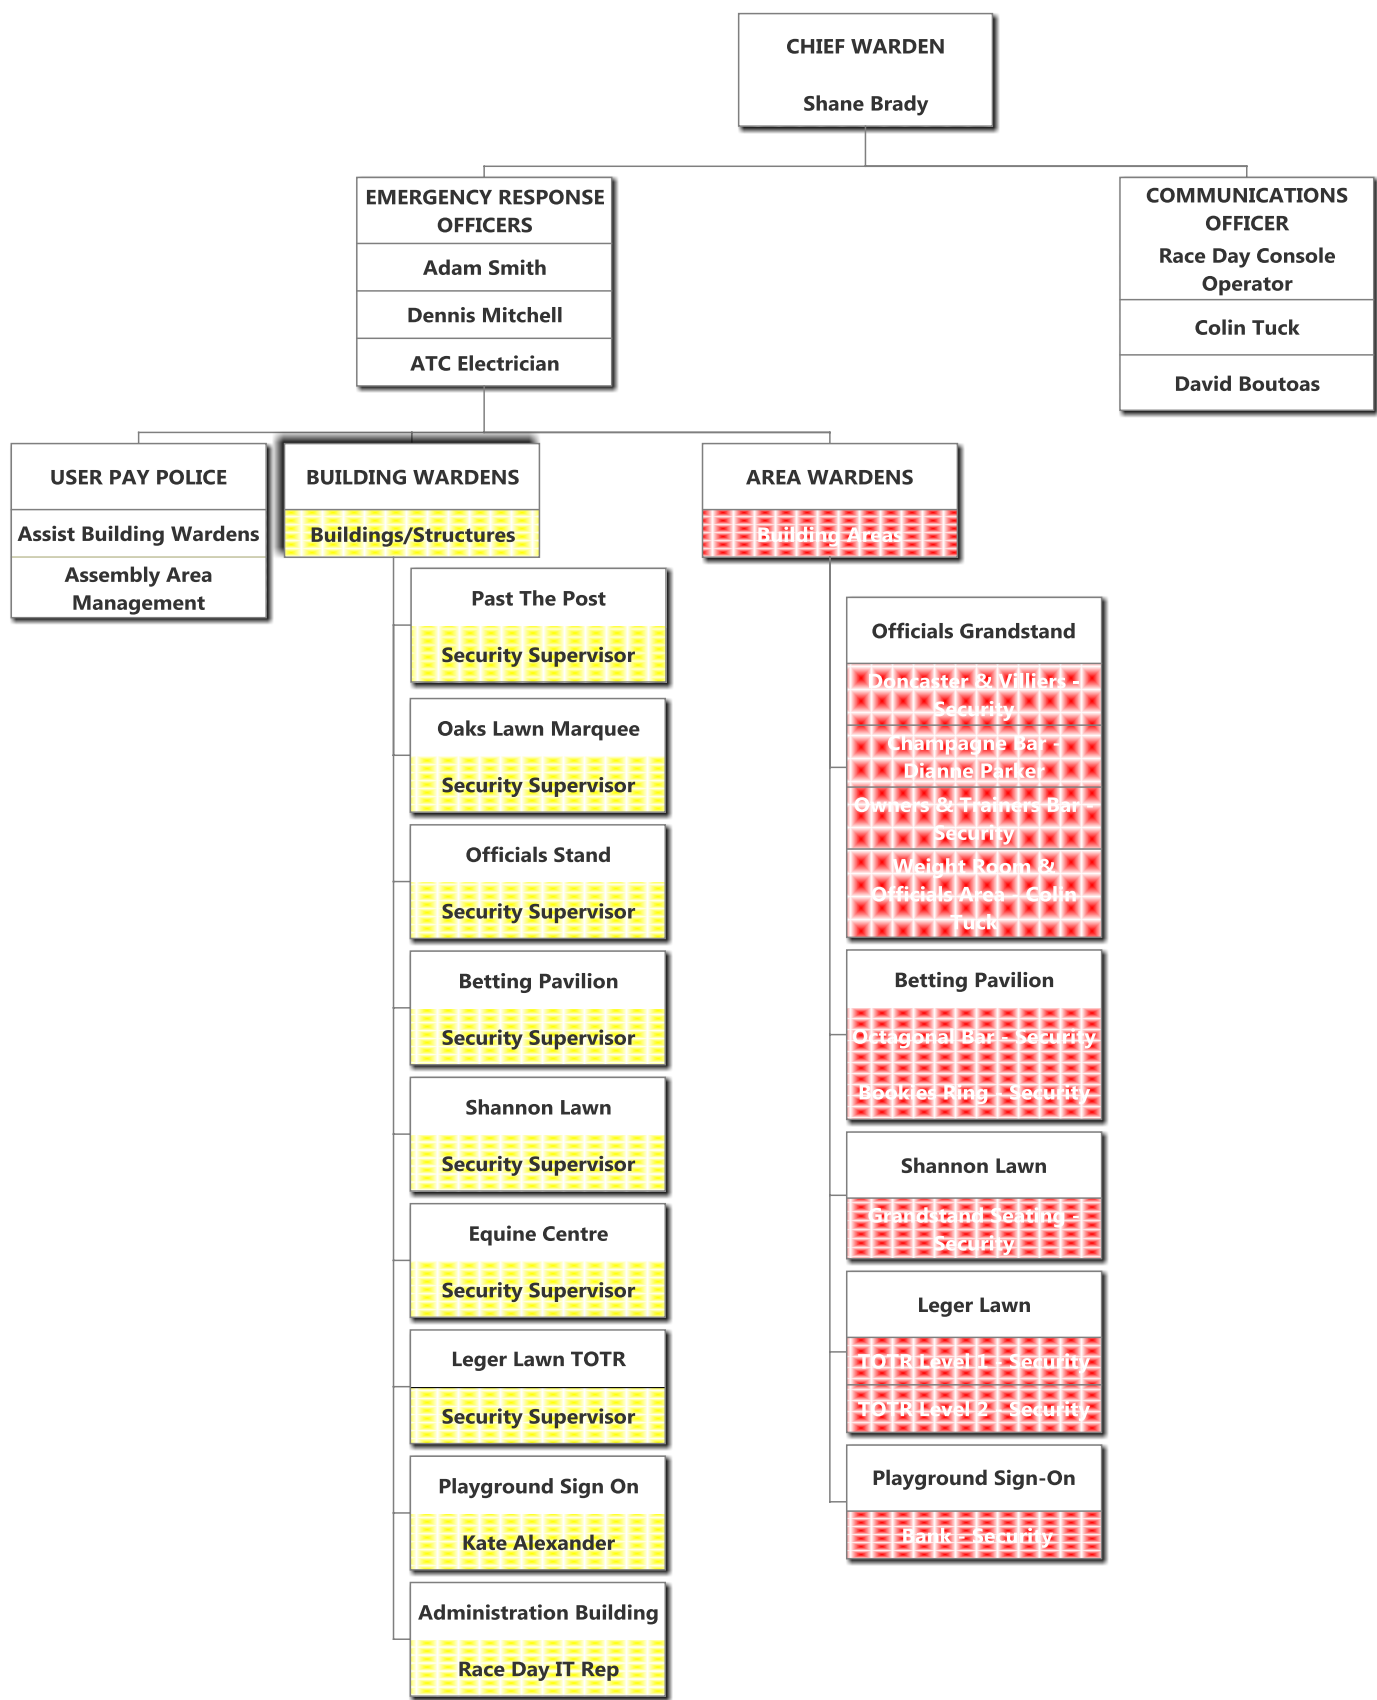 CHIEF WARDEN
Shane Brady
EMERGENCY RESPONSE
OFFICERS
Adam Smith
Dennis Mitchell
ATC Electrician
COMMUNICATIONS
OFFICER
Race Day Console
Operator
Colin Tuck
David Boutoas
USER PAY POLICE
Assist Building Wardens
Assembly Area
Management
BUILDING WARDENS
Buildings/Structures
Past The Post
Security Supervisor
Oaks Lawn Marquee
Security Supervisor
Officials Stand
Security Supervisor
Betting Pavilion
Security Supervisor
Shannon Lawn
Security Supervisor
Equine Centre
Security Supervisor
Leger Lawn TOTR
Security Supervisor
Playground Sign On
Kate Alexander
Administration Building
Race Day IT Rep
AREA WARDENS
Building Areas
Officials Grandstand
Doncaster & Villiers -
Security
Champagne Bar -
Dianne Parker
Owners & Trainers Bar -
Security
Weight Room &
Officials Area - Colin
Tuck
Betting Pavilion
Octagonal Bar - Security
Bookies Ring - Security
Shannon Lawn
Grandstand Seating -
Security
Leger Lawn
TOTR Level 1 - Security
TOTR Level 2 - Security
Playground Sign-On
Bank - Security